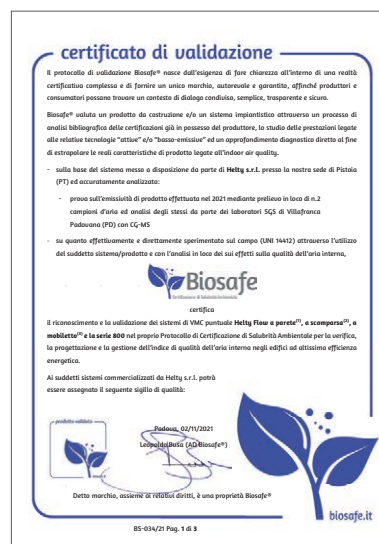 certificato di validazione
Il protocollo di validazione Biosafe® nasce dall'esigenza di fare chiarezza all'interno di una realtà
certificativa complessa e di fornire un unico marchio, autorevole e garantito, affinché produttori e
consumatori possano trovare un contesto di dialogo condiviso, semplice, trasparente e sicuro.
Biosafe® valuta un prodotto da costruzione e/o un sistema impiantistico attraverso un processo di
analisi bibliografica delle certificazioni già in possesso del produttore, lo studio delle prestazioni legate
alle relative tecnologie "attive" e/o "basso-emissive" ed un approfondimento diagnostico diretto al fine
di estrapolare le reali caratteristiche di prodotto legate all'indoor air quality.
- sulla base del sistema messo a disposizione da parte di Helty s.r.l. presso la nostra sede di Pistoia
(PT) ed accuratamente analizzato:
- prova sull'emissività di prodotto effettuata nel 2021 mediante prelievo in loco di n.2
campioni d'aria ed analisi degli stessi da parte dei laboratori SGS di Villafranca
Padovana (PD) con CG-MS
- su quanto effettivamente e direttamente sperimentato sul campo (UNI 14412) attraverso l'utilizzo
del suddetto sistema/prodotto e con l'analisi in loco dei suoi effetti sulla qualità dell'aria interna,
Biosafe
Certificazione di Salubrità Ambientale
certifica
il riconoscimento e la validazione dei sistemi di VMC puntuale Helty Flow a parete(1), a scomparsa(2), a
mobiletto(3) e la serie 800 nel proprio Protocollo di Certificazione di Salubrità Ambientale per la verifica,
la progettazione e la gestione dell'indice di qualità dell'aria interna negli edifici ad altissima efficienza
energetica.
Ai suddetti sistemi commercializzati da Helty s.r.l. potrà
essere assegnato il seguente sigillo di qualità:
prodotto validato
Padova, 02/11/2021
Leopoldo Busa (AD Biosafe®)
Detto marchio, assieme ai relativi diritti, è una proprietà Biosafe®
biosafe.it
BS-034/21 Pag. 1 di 3